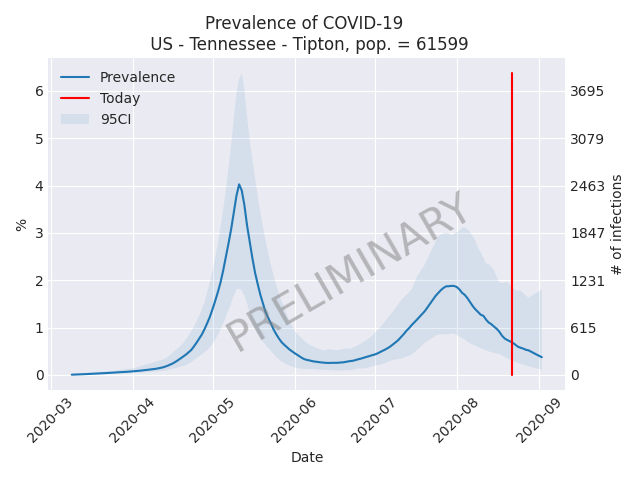 Prevalence of COVID-19
US - Tennessee - Tipton, pop. = 61599
Prevalence
Today
95CI
PRELIMINARY
%
6
5
4
3
2
1
0
3695
3079
2463
1847
1231
615
0
# of infections
2020-03
2020-04
2020-05
2020-06
2020-07
2020-08
2020-09
Date